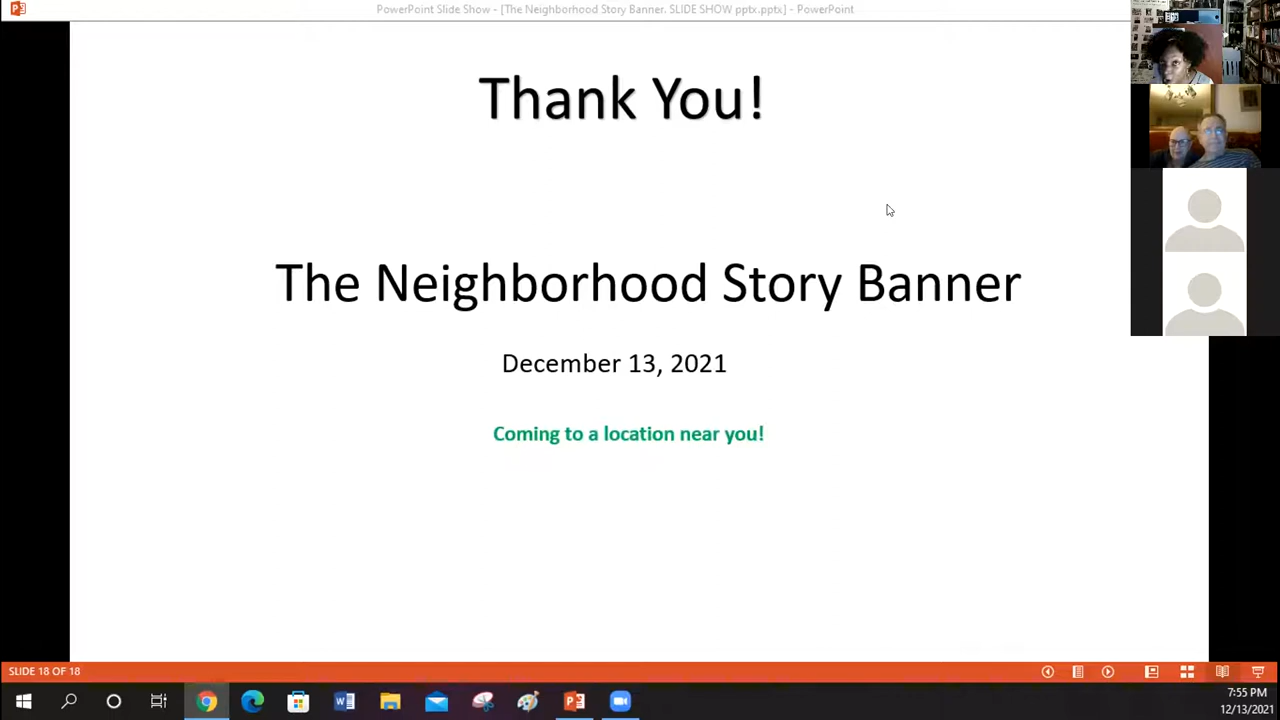 PowerPoint Slide Show - [The Neighborhood Story Banner. SLIDE SHOW pptx.pptx] - PowerPoint
Thank You!
The Neighborhood Story Banner
December 13, 2021
Coming to a location near you!
SLIDE 18 OF 18
7:55 PM
12/13/2021